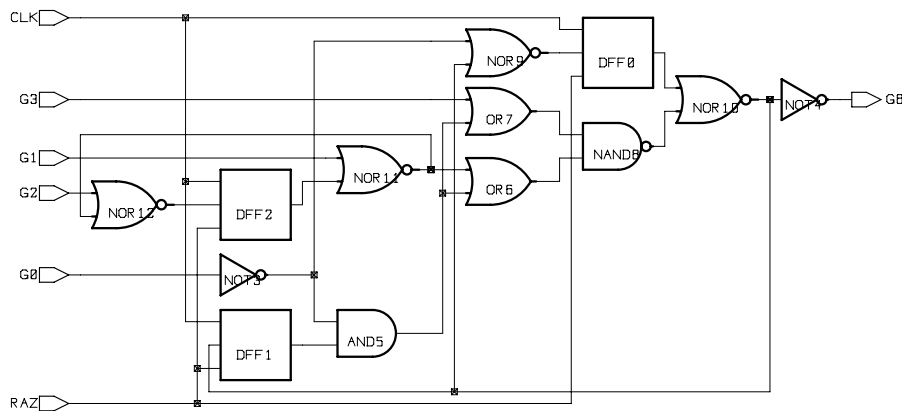 CLK
NOR9
DFF0
G3
OR7
NOR10
NOT4
G8
G1
NOR11
NAND8
G2
NOR12
DFF2
OR6
G0
NOT3
DFF1
AND5
RAZ